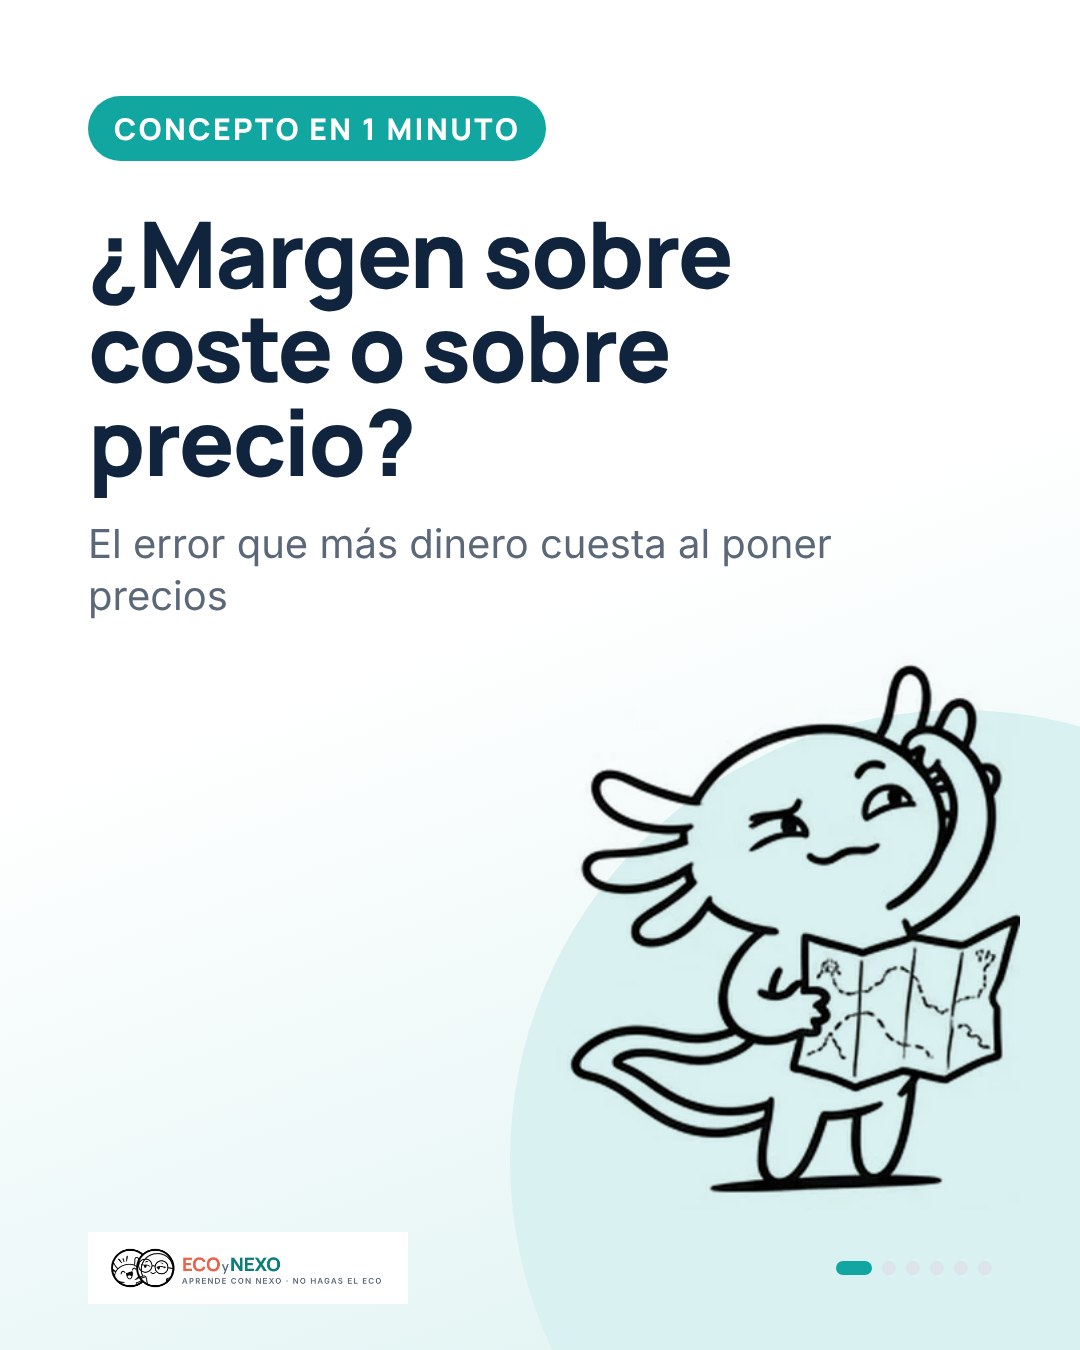 CONCEPTO EN 1 MINUTO
¿Margen sobre
coste o sobre
precio?
El error que más dinero cuesta al poner
precios
ECOyNEXO
APRENDE CON NEXO · NO HAGAS EL ECO